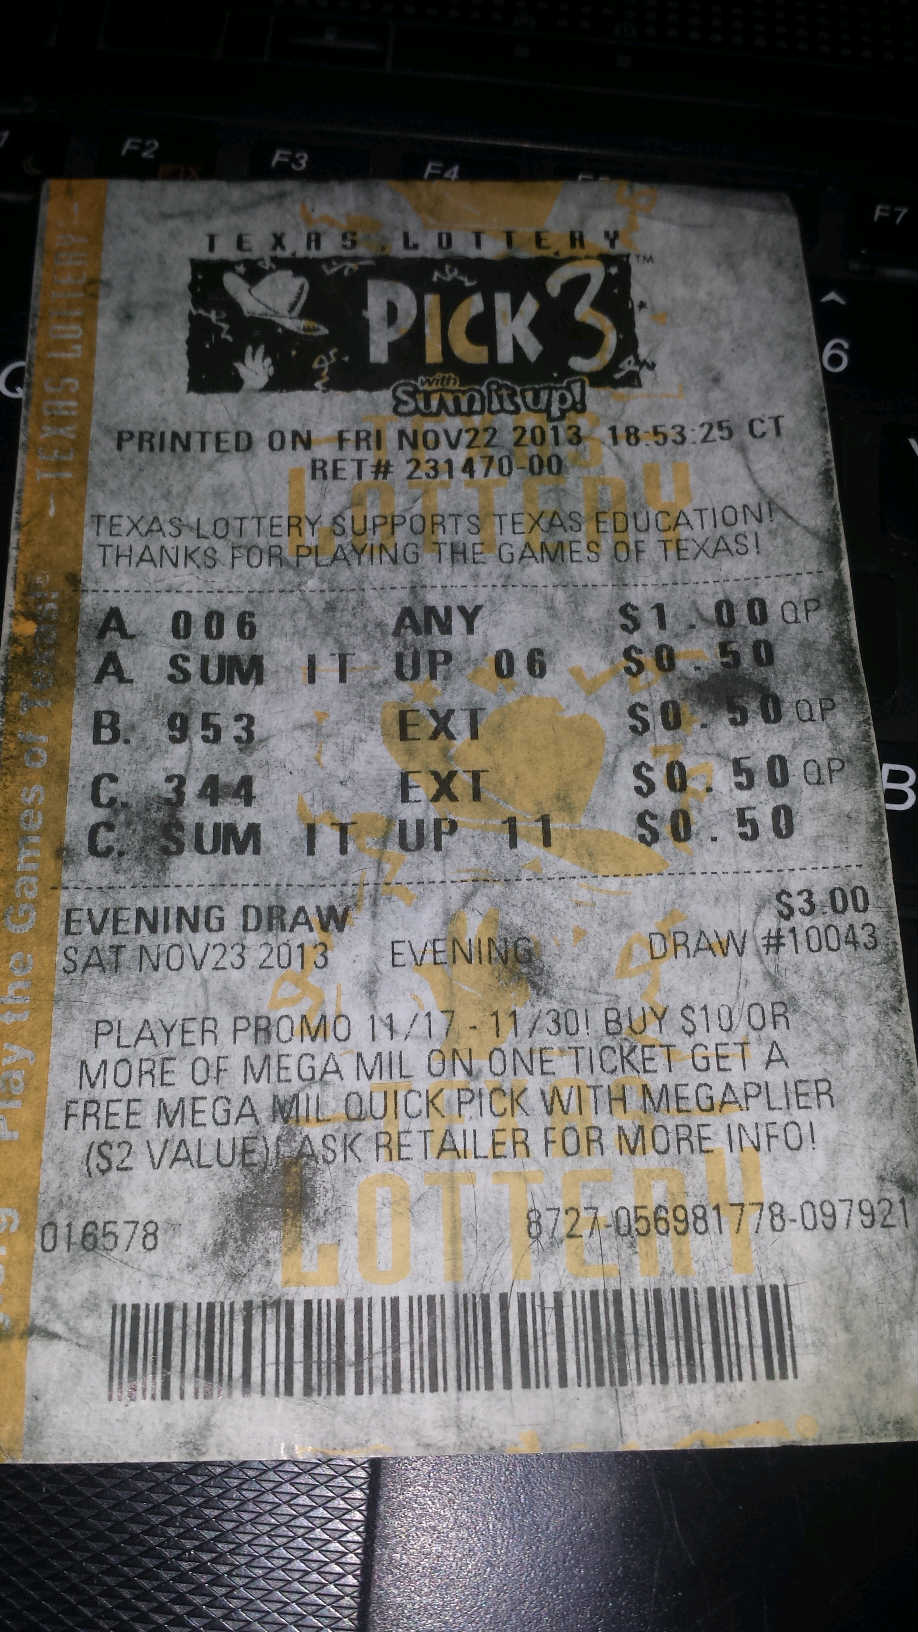 F2
F3
F4
F7
6
B
TEXAS LOTTERY
TEXAS LOTTERY™
PICK 3
with
Sum it up!
PRINTED ON FRI NOV22 2013 18:53:25 CT
RET# 231470-00
TEXAS LOTTERY SUPPORTS TEXAS EDUCATION!
THANKS FOR PLAYING THE GAMES OF TEXAS!
A. 006 ANY $1.00 QP
A. SUM IT UP 06 $0.50
B. 953 EXT $0.50 QP
C. 344 EXT $0.50 QP
C. SUM IT UP 11 $0.50
$3.00
EVENING DRAW
SAT NOV23 2013 EVENING DRAW #10043
PLAYER PROMO 11/17 - 11/30! BUY $10 OR
MORE OF MEGA MIL ON ONE TICKET GET A
FREE MEGA MIL QUICK PICK WITH MEGAPLIER
($2 VALUE)! ASK RETAILER FOR MORE INFO!
016578 8727-056981778-097921
TEXAS
LOTTERY
TEXAS
LOTTERY
Play the Games of Texas!